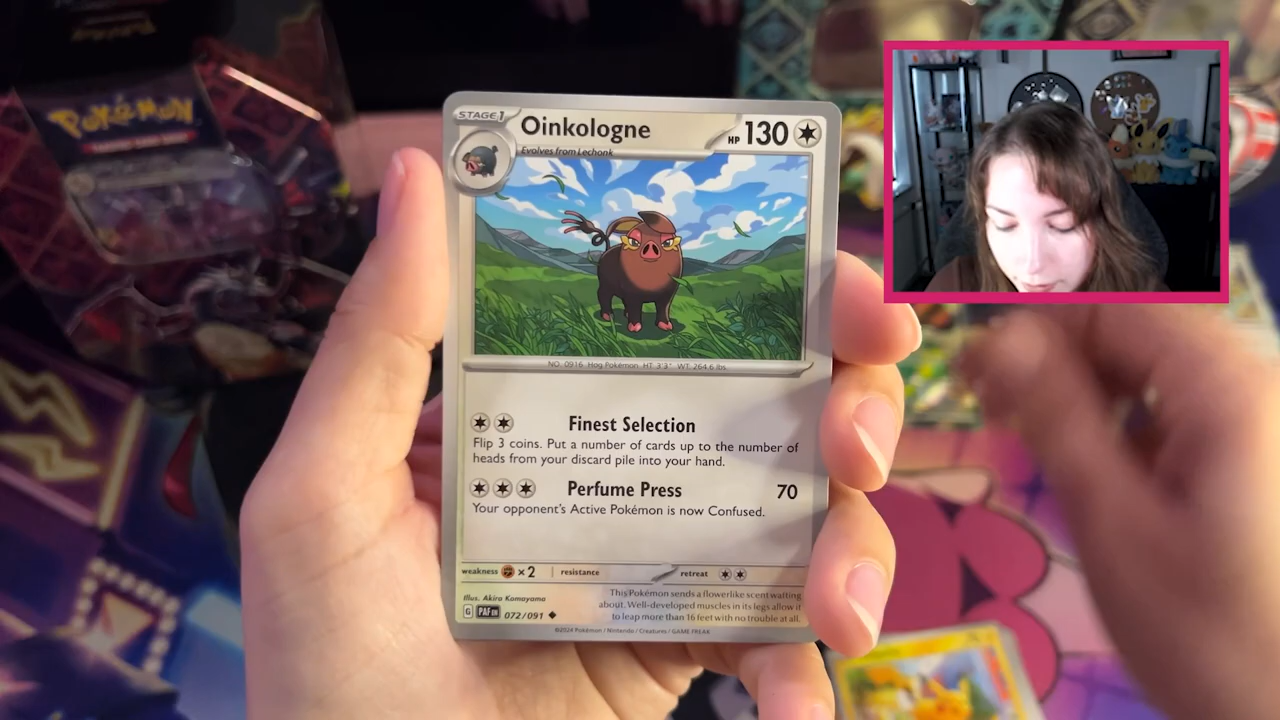 Pokémon
STAGE 1
Oinkologne
HP 130
Evolves from Lechonk
NO. 0916 Hog Pokémon HT: 3'3" WT: 264.6 lbs.
Finest Selection
Flip 3 coins. Put a number of cards up to the number of
heads from your discard pile into your hand.
Perfume Press 70
Your opponent's Active Pokémon is now Confused.
weakness ×2 resistance retreat
Illus. Akira Komayama
This Pokémon sends a flowerlike scent wafting
about. Well-developed muscles in its legs allow it
to leap more than 16 feet with no trouble at all.
G PAF EN 072/091
©2024 Pokémon / Nintendo / Creatures / GAME FREAK